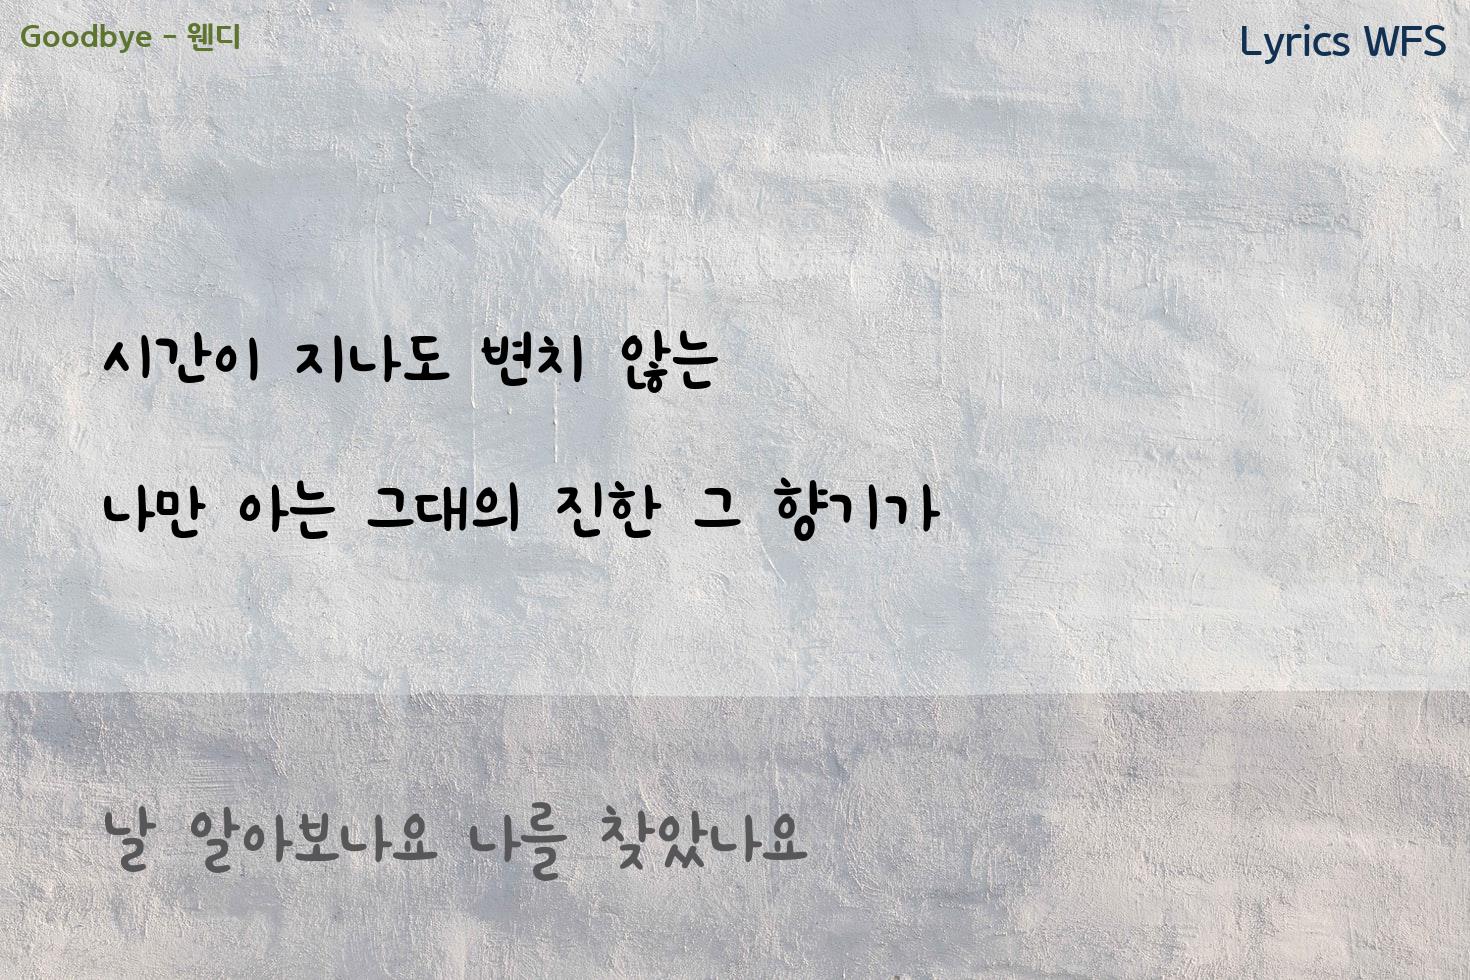 Goodbye - 웬디
Lyrics WFS
시간이 지나도 변치 않는
나만 아는 그대의 진한 그 향기가
날 알아보나요 나를 찾았나요